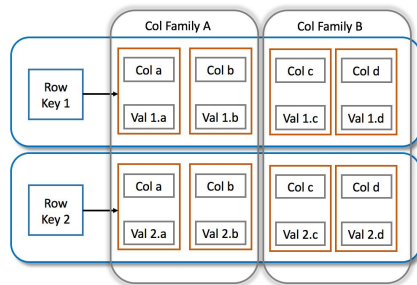 Col Family A
Col Family B
Col a
Col b
Col c
Col d
Row
Key 1
Val 1.a
Val 1.b
Val 1.c
Val 1.d
Col a
Col b
Col c
Col d
Row
Key 2
Val 2.a
Val 2.b
Val 2.c
Val 2.d